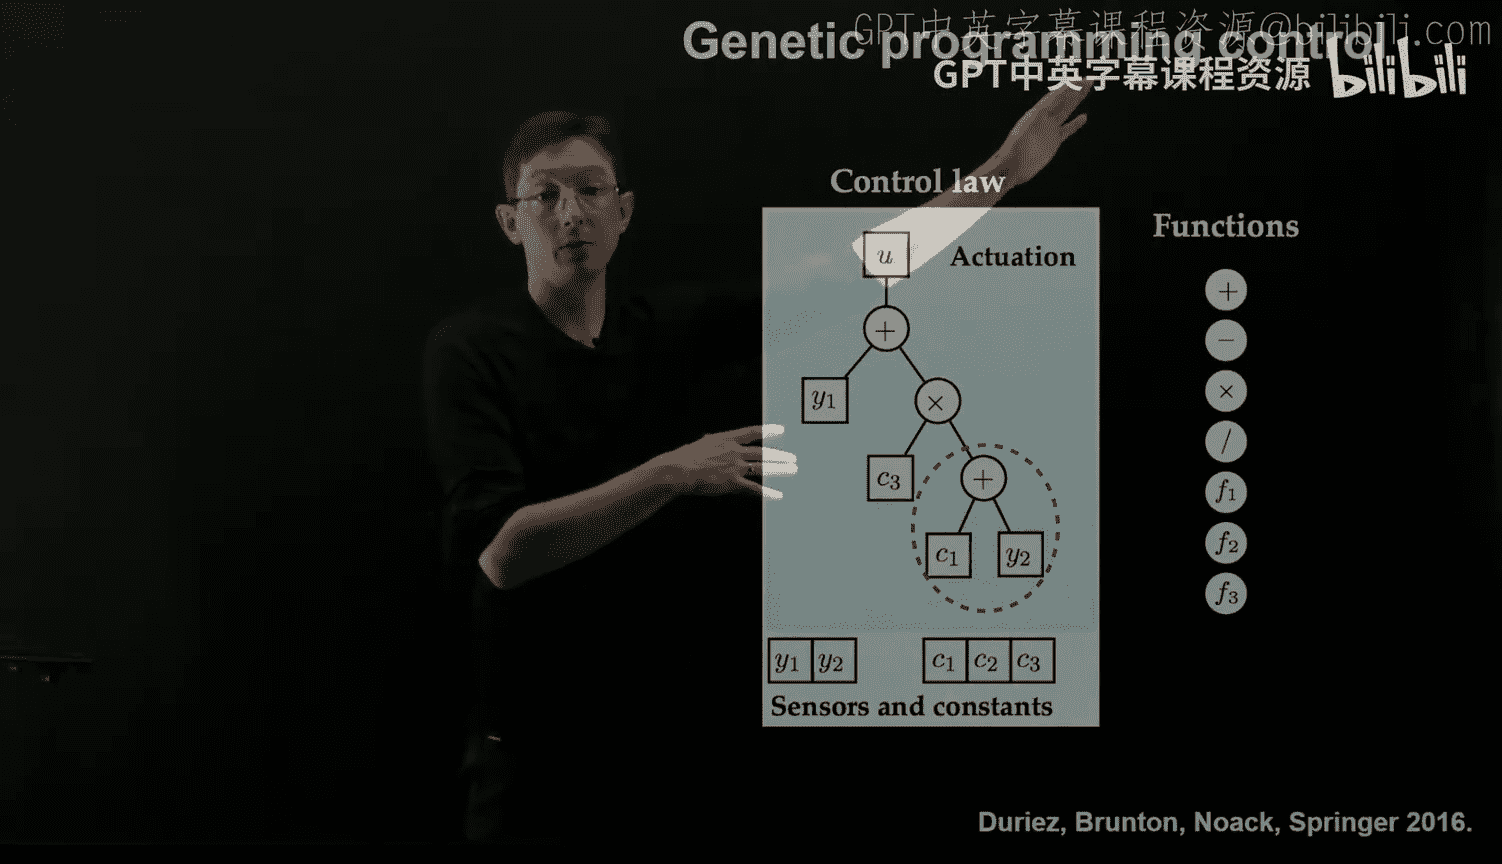 GPT中英字幕课程资源@bilibili.com
Genetic programming control
GPT中英字幕课程资源 bilibili
Control law
u
Actuation
+
y1
×
c3
+
c1
y2
y1 y2
c1 c2 c3
Sensors and constants
Functions
+
−
×
/
f1
f2
f3
Duriez, Brunton, Noack, Springer 2016.